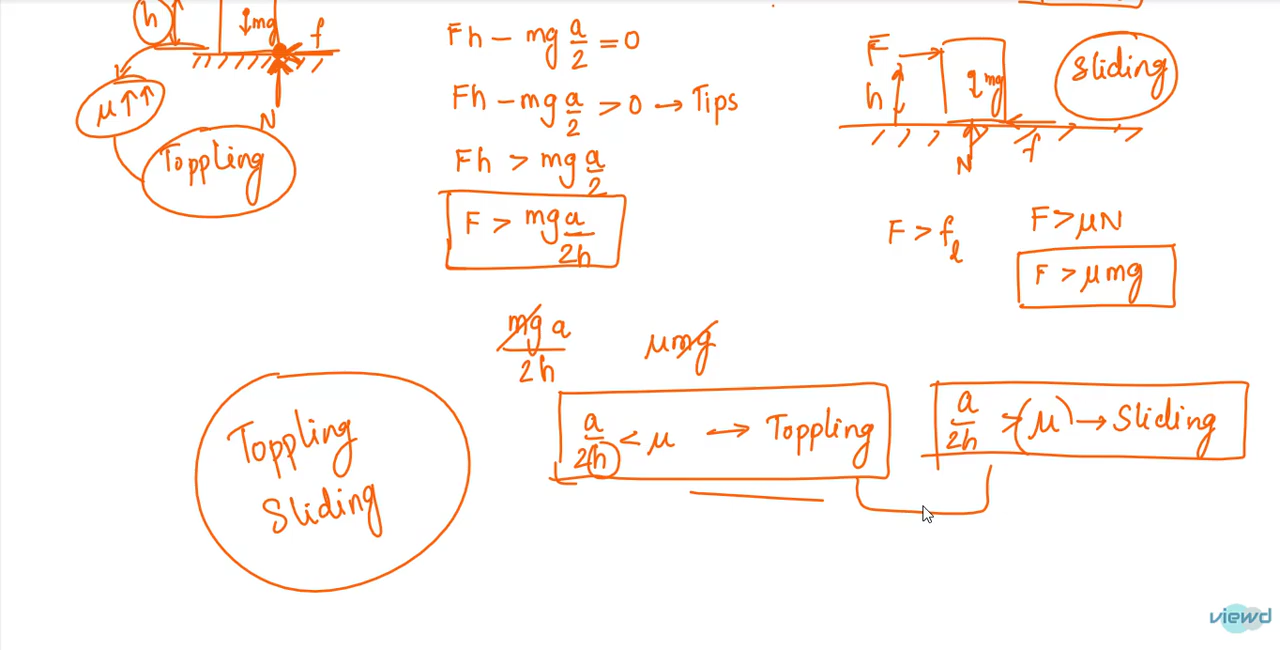 h
↓mg
f
μ↑↑
N
Toppling
Fh − mg a/2 = 0
Fh − mg a/2 > 0 → Tips
Fh > mg a/2
F > mg a/2h
F
h
↓mg
N
f
Sliding
F > fl
F > μN
F > μmg
mg a/2h
μmg
a/2h < μ → Toppling
a/2h > (μ) → Sliding
Toppling
Sliding
viewd